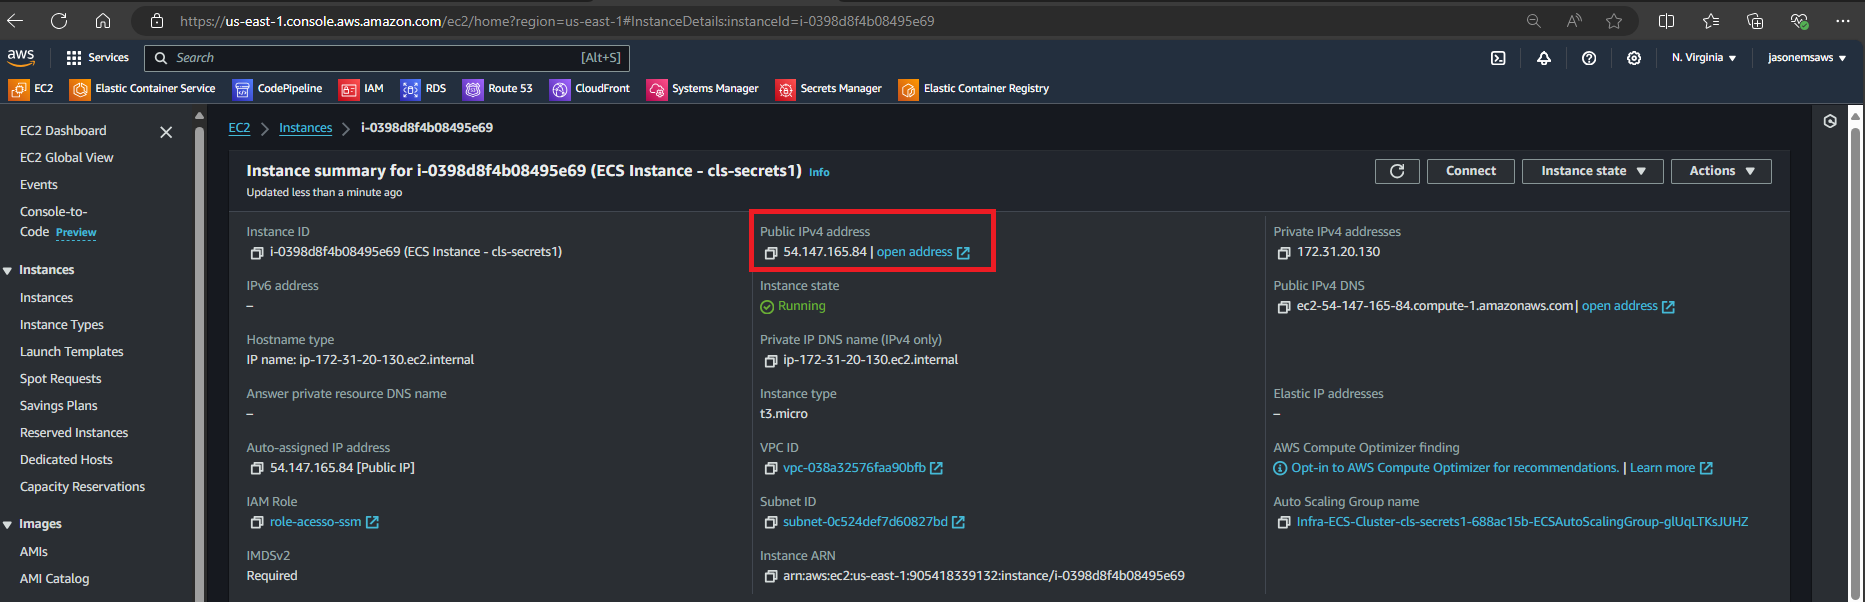 https://us-east-1.console.aws.amazon.com/ec2/home?region=us-east-1#InstanceDetails:instanceId=i-0398d8f4b08495e69
aws
Services
Search [Alt+S]
N. Virginia
jasonemsaws
EC2
Elastic Container Service
CodePipeline
IAM
RDS
Route 53
CloudFront
Systems Manager
Secrets Manager
Elastic Container Registry
EC2 Dashboard
EC2 Global View
Events
Console-to-
Code Preview
Instances
Instances
Instance Types
Launch Templates
Spot Requests
Savings Plans
Reserved Instances
Dedicated Hosts
Capacity Reservations
Images
AMIs
AMI Catalog
EC2 > Instances > i-0398d8f4b08495e69
Instance summary for i-0398d8f4b08495e69 (ECS Instance - cls-secrets1) Info
Updated less than a minute ago
Connect
Instance state
Actions
Instance ID
i-0398d8f4b08495e69 (ECS Instance - cls-secrets1)
Public IPv4 address
54.147.165.84 | open address
Private IPv4 addresses
172.31.20.130
IPv6 address
–
Instance state
Running
Public IPv4 DNS
ec2-54-147-165-84.compute-1.amazonaws.com | open address
Hostname type
IP name: ip-172-31-20-130.ec2.internal
Private IP DNS name (IPv4 only)
ip-172-31-20-130.ec2.internal
Answer private resource DNS name
–
Instance type
t3.micro
Elastic IP addresses
–
Auto-assigned IP address
54.147.165.84 [Public IP]
VPC ID
vpc-038a32576faa90bfb
AWS Compute Optimizer finding
Opt-in to AWS Compute Optimizer for recommendations. | Learn more
IAM Role
role-acesso-ssm
Subnet ID
subnet-0c524def7d60827bd
Auto Scaling Group name
Infra-ECS-Cluster-cls-secrets1-688ac15b-ECSAutoScalingGroup-glUqLTKsJUHZ
IMDSv2
Required
Instance ARN
arn:aws:ec2:us-east-1:905418339132:instance/i-0398d8f4b08495e69